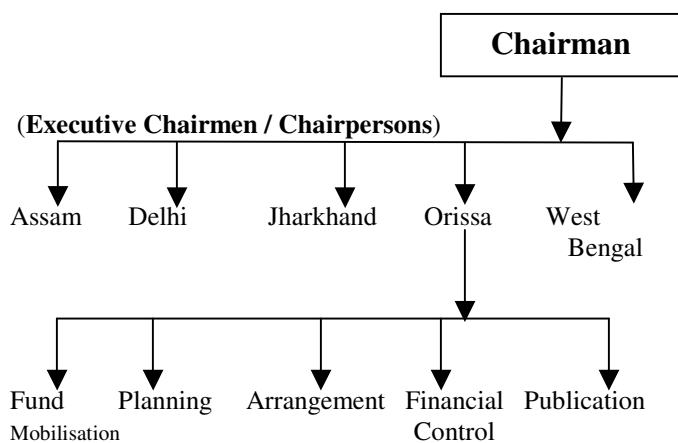 Chairman
(Executive Chairmen / Chairpersons)
Assam Delhi Jharkhand Orissa West
Bengal
Fund Planning Arrangement Financial Publication
Mobilisation Control